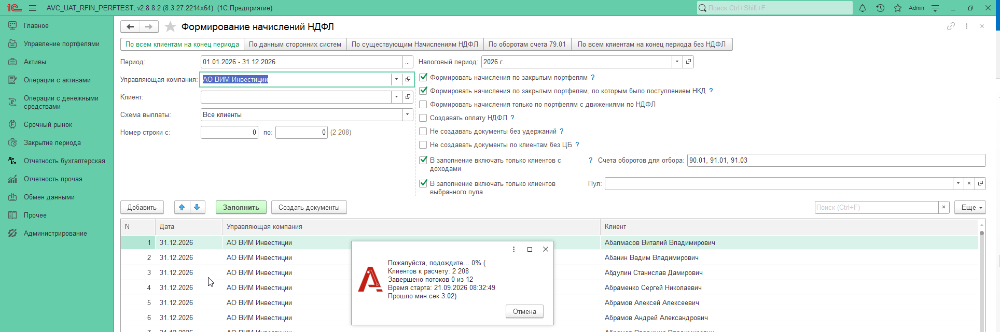 AVC_UAT_RFIN_PERFTEST, v2.8.8.2 (8.3.27.2214x64) (1С:Предприятие)
Поиск Ctrl+Shift+F
Admin
Главное
Управление портфелями
Активы
Операции с активами
Операции с денежными
средствами
Срочный рынок
Закрытие периода
Отчетность бухгалтерская
Отчетность прочая
Обмен данными
Прочее
Администрирование
Формирование начислений НДФЛ
По всем клиентам на конец периода
По данным сторонних систем
По существующим Начислениям НДФЛ
По оборотам счета 79.01
По всем клиентам на конец периода без НДФЛ
Период: 01.01.2026 - 31.12.2026 ...
Налоговый период: 2026 г.
Управляющая компания: АО ВИМ Инвестиции
Клиент:
Схема выплаты: Все клиенты
Номер строки с: 0 по: 0 (2 208)
Формировать начисления по закрытым портфелям ?
Формировать начисления по закрытым портфелям, по которым было поступлением НКД ?
Формировать начисления только по портфелям с движениями по НДФЛ
Создавать оплату НДФЛ ?
Не создавать документы без удержаний ?
Не создавать документы по клиентам без ЦБ ?
В заполнение включать только клиентов с
доходами
? Счета оборотов для отбора: 90.01, 91.01, 91.03
В заполнение включать только клиентов
выбранного пула
Пул:
Добавить
Заполнить
Создать документы
Поиск (Ctrl+F)
Еще
N Дата Управляющая компания Клиент
1 31.12.2026 АО ВИМ Инвестиции Абалмасов Виталий Владимирович
2 31.12.2026 АО ВИМ Инвестиции Абанин Вадим Владимирович
3 31.12.2026 АО ВИМ Инвестиции Абдулин Станислав Дамирович
4 31.12.2026 АО ВИМ Инвестиции Абраменко Сергей Николаевич
5 31.12.2026 АО ВИМ Инвестиции Абрамов Алексей Алексеевич
6 31.12.2026 АО ВИМ Инвестиции Абрамов Андрей Александрович
Пожалуйста, подождите... 0% (
Клиентов к расчету: 2 208
Завершено потоков 0 из 12
Время старта: 21.09.2026 08:32:49
Прошло мин:сек 3:02)
Отмена